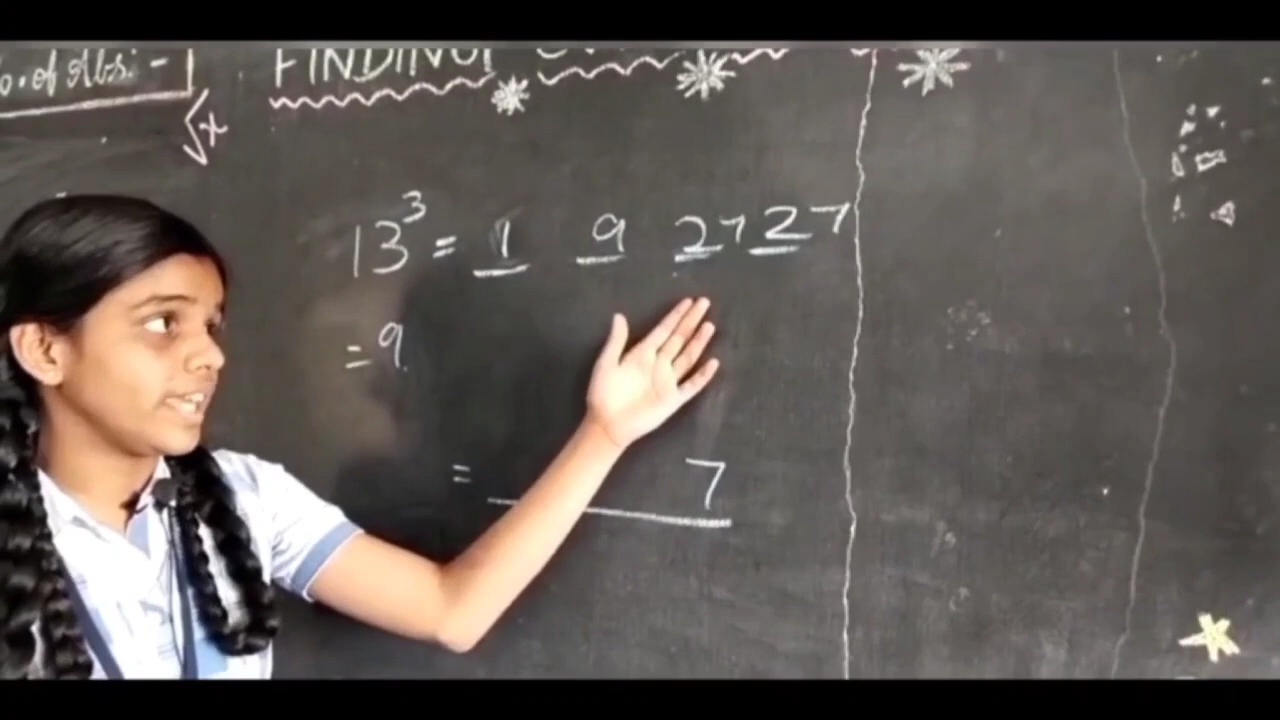 o. of Abs: -
FINDING
√x
13³ = 1 9 27 27
= 9
= 7